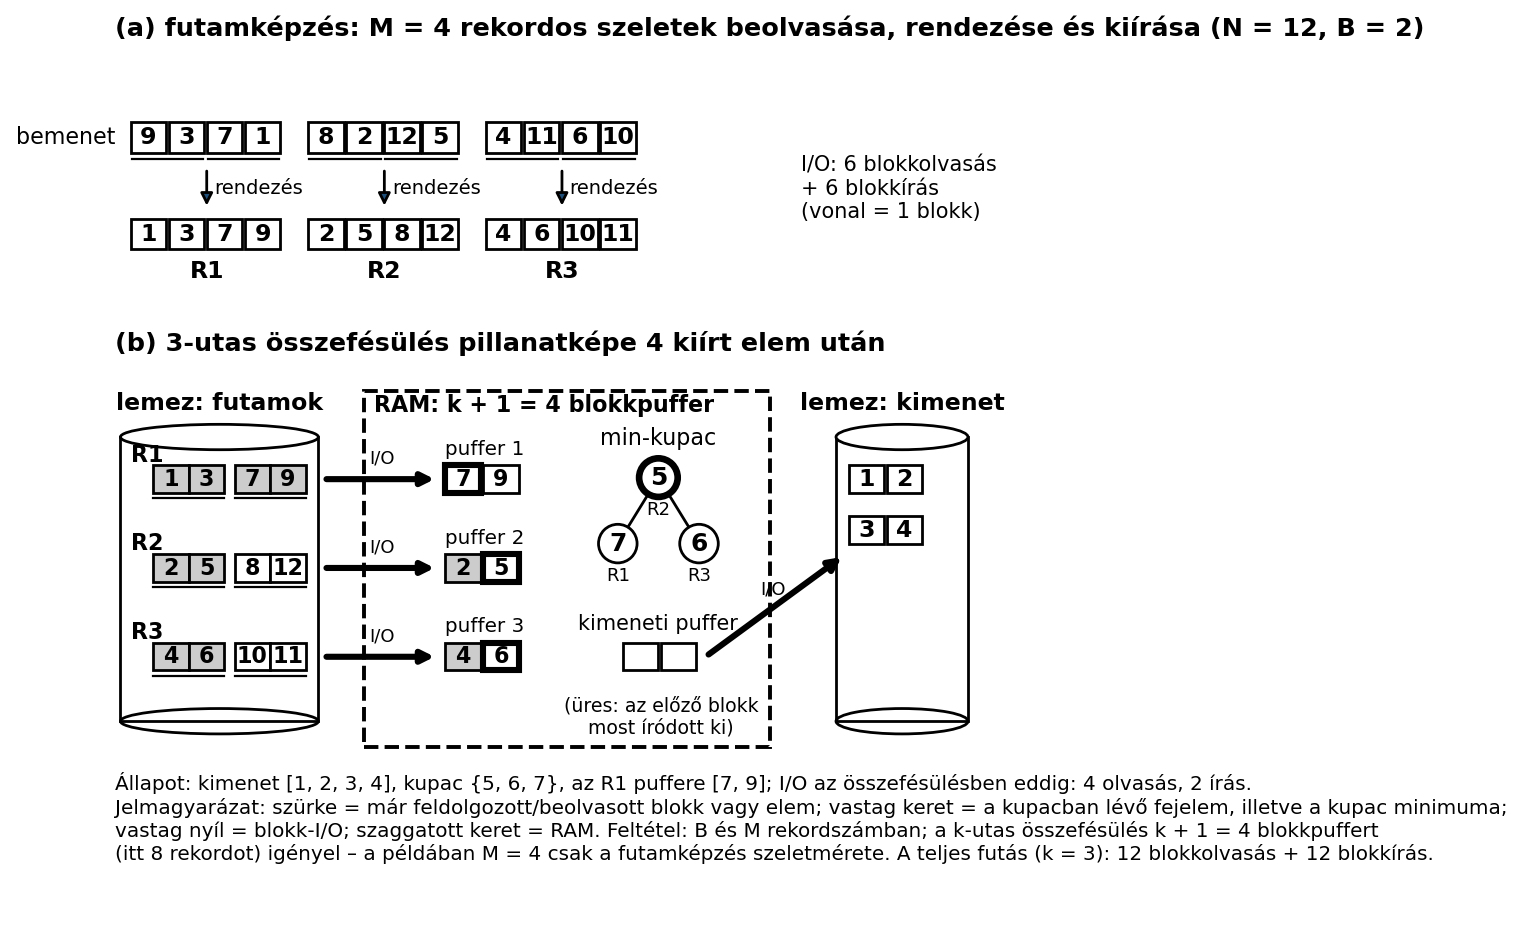 (a) futamképzés: M = 4 rekordos szeletek beolvasása, rendezése és kiírása (N = 12, B = 2)
bemenet 9 3 7 1 8 2 12 5 4 11 6 10
rendezés rendezés rendezés
1 3 7 9 2 5 8 12 4 6 10 11
R1 R2 R3
I/O: 6 blokkolvasás
+ 6 blokkírás
(vonal = 1 blokk)
(b) 3-utas összefésülés pillanatképe 4 kiírt elem után
lemez: futamok
R1
1 3 7 9
R2
2 5 8 12
R3
4 6 10 11
I/O
I/O
I/O
RAM: k + 1 = 4 blokkpuffer
puffer 1
7 9
puffer 2
2 5
puffer 3
4 6
min-kupac
5
R2
7 6
R1 R3
kimeneti puffer
(üres: az előző blokk
most íródott ki)
I/O
lemez: kimenet
1 2
3 4
Állapot: kimenet [1, 2, 3, 4], kupac {5, 6, 7}, az R1 puffere [7, 9]; I/O az összefésülésben eddig: 4 olvasás, 2 írás.
Jelmagyarázat: szürke = már feldolgozott/beolvasott blokk vagy elem; vastag keret = a kupacban lévő fejelem, illetve a kupac minimuma;
vastag nyíl = blokk-I/O; szaggatott keret = RAM. Feltétel: B és M rekordszámban; a k-utas összefésülés k + 1 = 4 blokkpuffert
(itt 8 rekordot) igényel – a példában M = 4 csak a futamképzés szeletmérete. A teljes futás (k = 3): 12 blokkolvasás + 12 blokkírás.